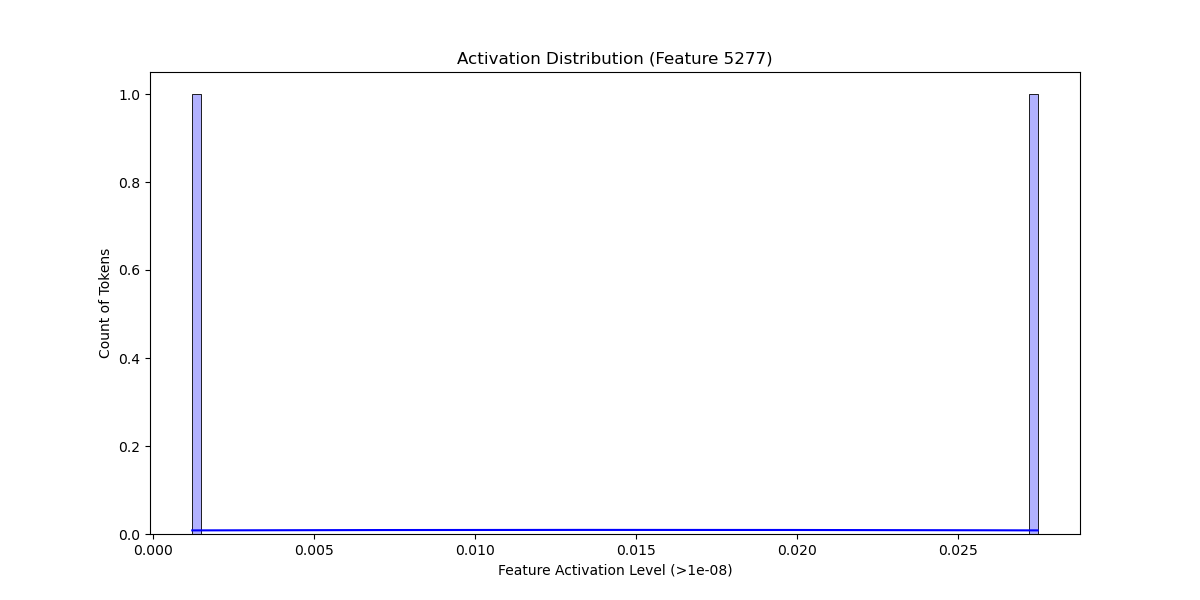 Activation Distribution (Feature 5277)
1.0
0.8
0.6
0.4
0.2
0.0
Count of Tokens
0.000 0.005 0.010 0.015 0.020 0.025
Feature Activation Level (>1e-08)